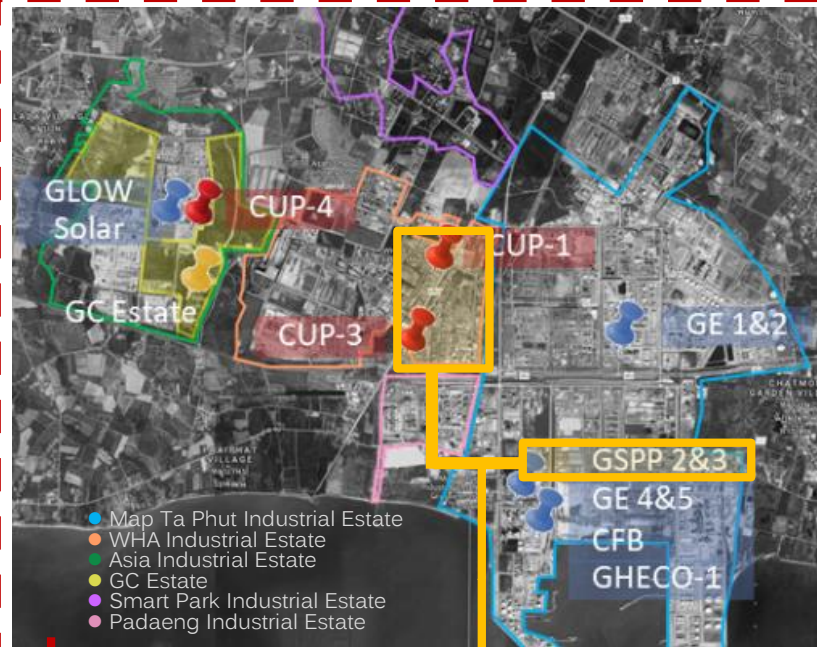 GLOW
Solar
CUP-4
CUP-1
GC Estate
CUP-3
GE 1&2
GSPP 2&3
GE 4&5
CFB
GHECO-1
VILLAGE
Map Ta Phut Industrial Estate
WHA Industrial Estate
Asia Industrial Estate
GC Estate
Smart Park Industrial Estate
Padaeng Industrial Estate